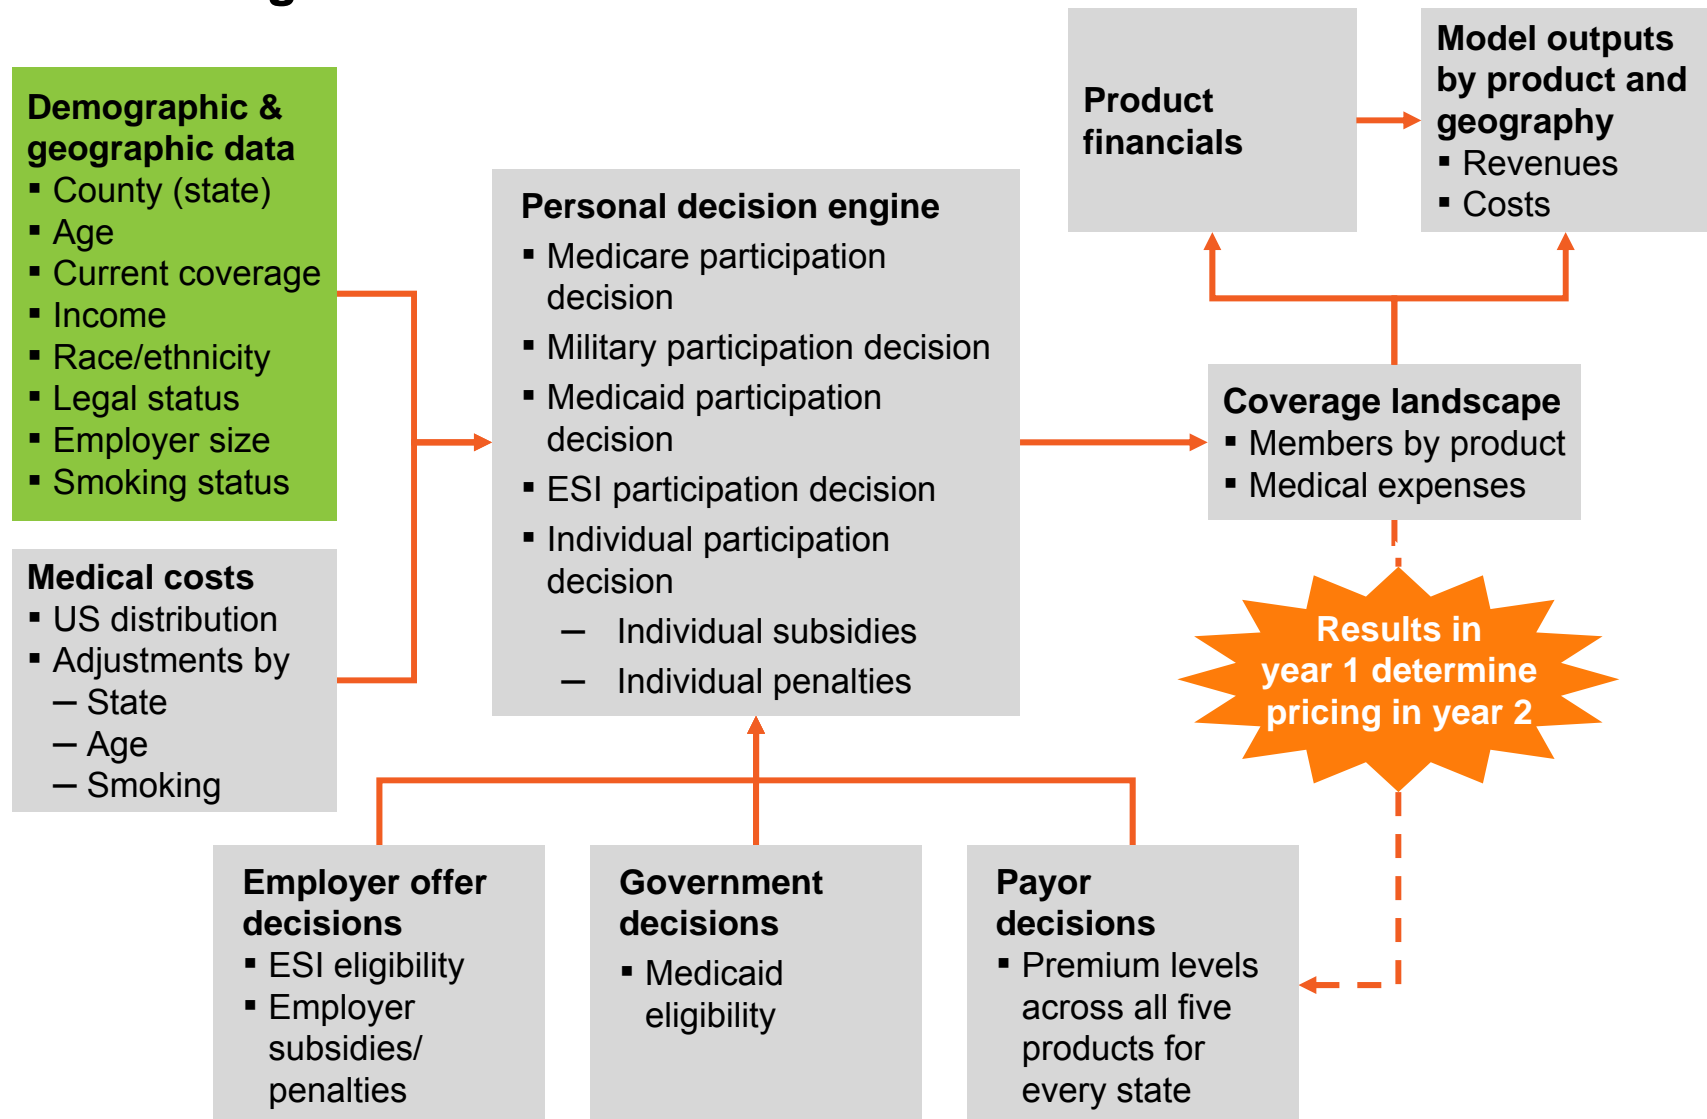 Demographic &
geographic data
▪ County (state)
▪ Age
▪ Current coverage
▪ Income
▪ Race/ethnicity
▪ Legal status
▪ Employer size
▪ Smoking status
Medical costs
▪ US distribution
▪ Adjustments by
– State
– Age
– Smoking
Personal decision engine
▪ Medicare participation
decision
▪ Military participation decision
▪ Medicaid participation
decision
▪ ESI participation decision
▪ Individual participation
decision
– Individual subsidies
– Individual penalties
Employer offer
decisions
▪ ESI eligibility
▪ Employer
subsidies/
penalties
Government
decisions
▪ Medicaid
eligibility
Payor
decisions
▪ Premium levels
across all five
products for
every state
Product
financials
Model outputs
by product and
geography
▪ Revenues
▪ Costs
Coverage landscape
▪ Members by product
▪ Medical expenses
Results in
year 1 determine
pricing in year 2